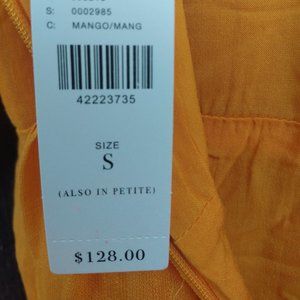 S: 0002985
C: MANGO/MANG
42223735
SIZE
S
(ALSO IN PETITE)
$128.00